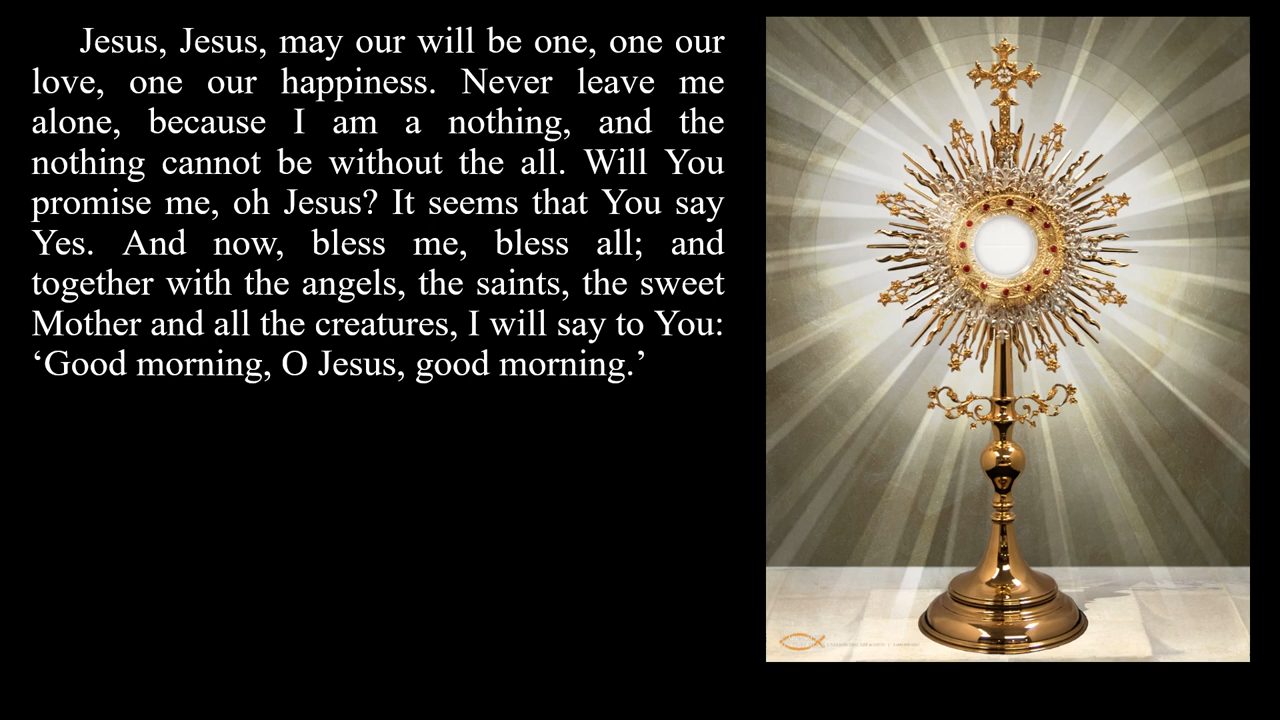 Jesus, Jesus, may our will be one, one our
love, one our happiness. Never leave me
alone, because I am a nothing, and the
nothing cannot be without the all. Will You
promise me, oh Jesus? It seems that You say
Yes. And now, bless me, bless all; and
together with the angels, the saints, the sweet
Mother and all the creatures, I will say to You:
‘Good morning, O Jesus, good morning.’